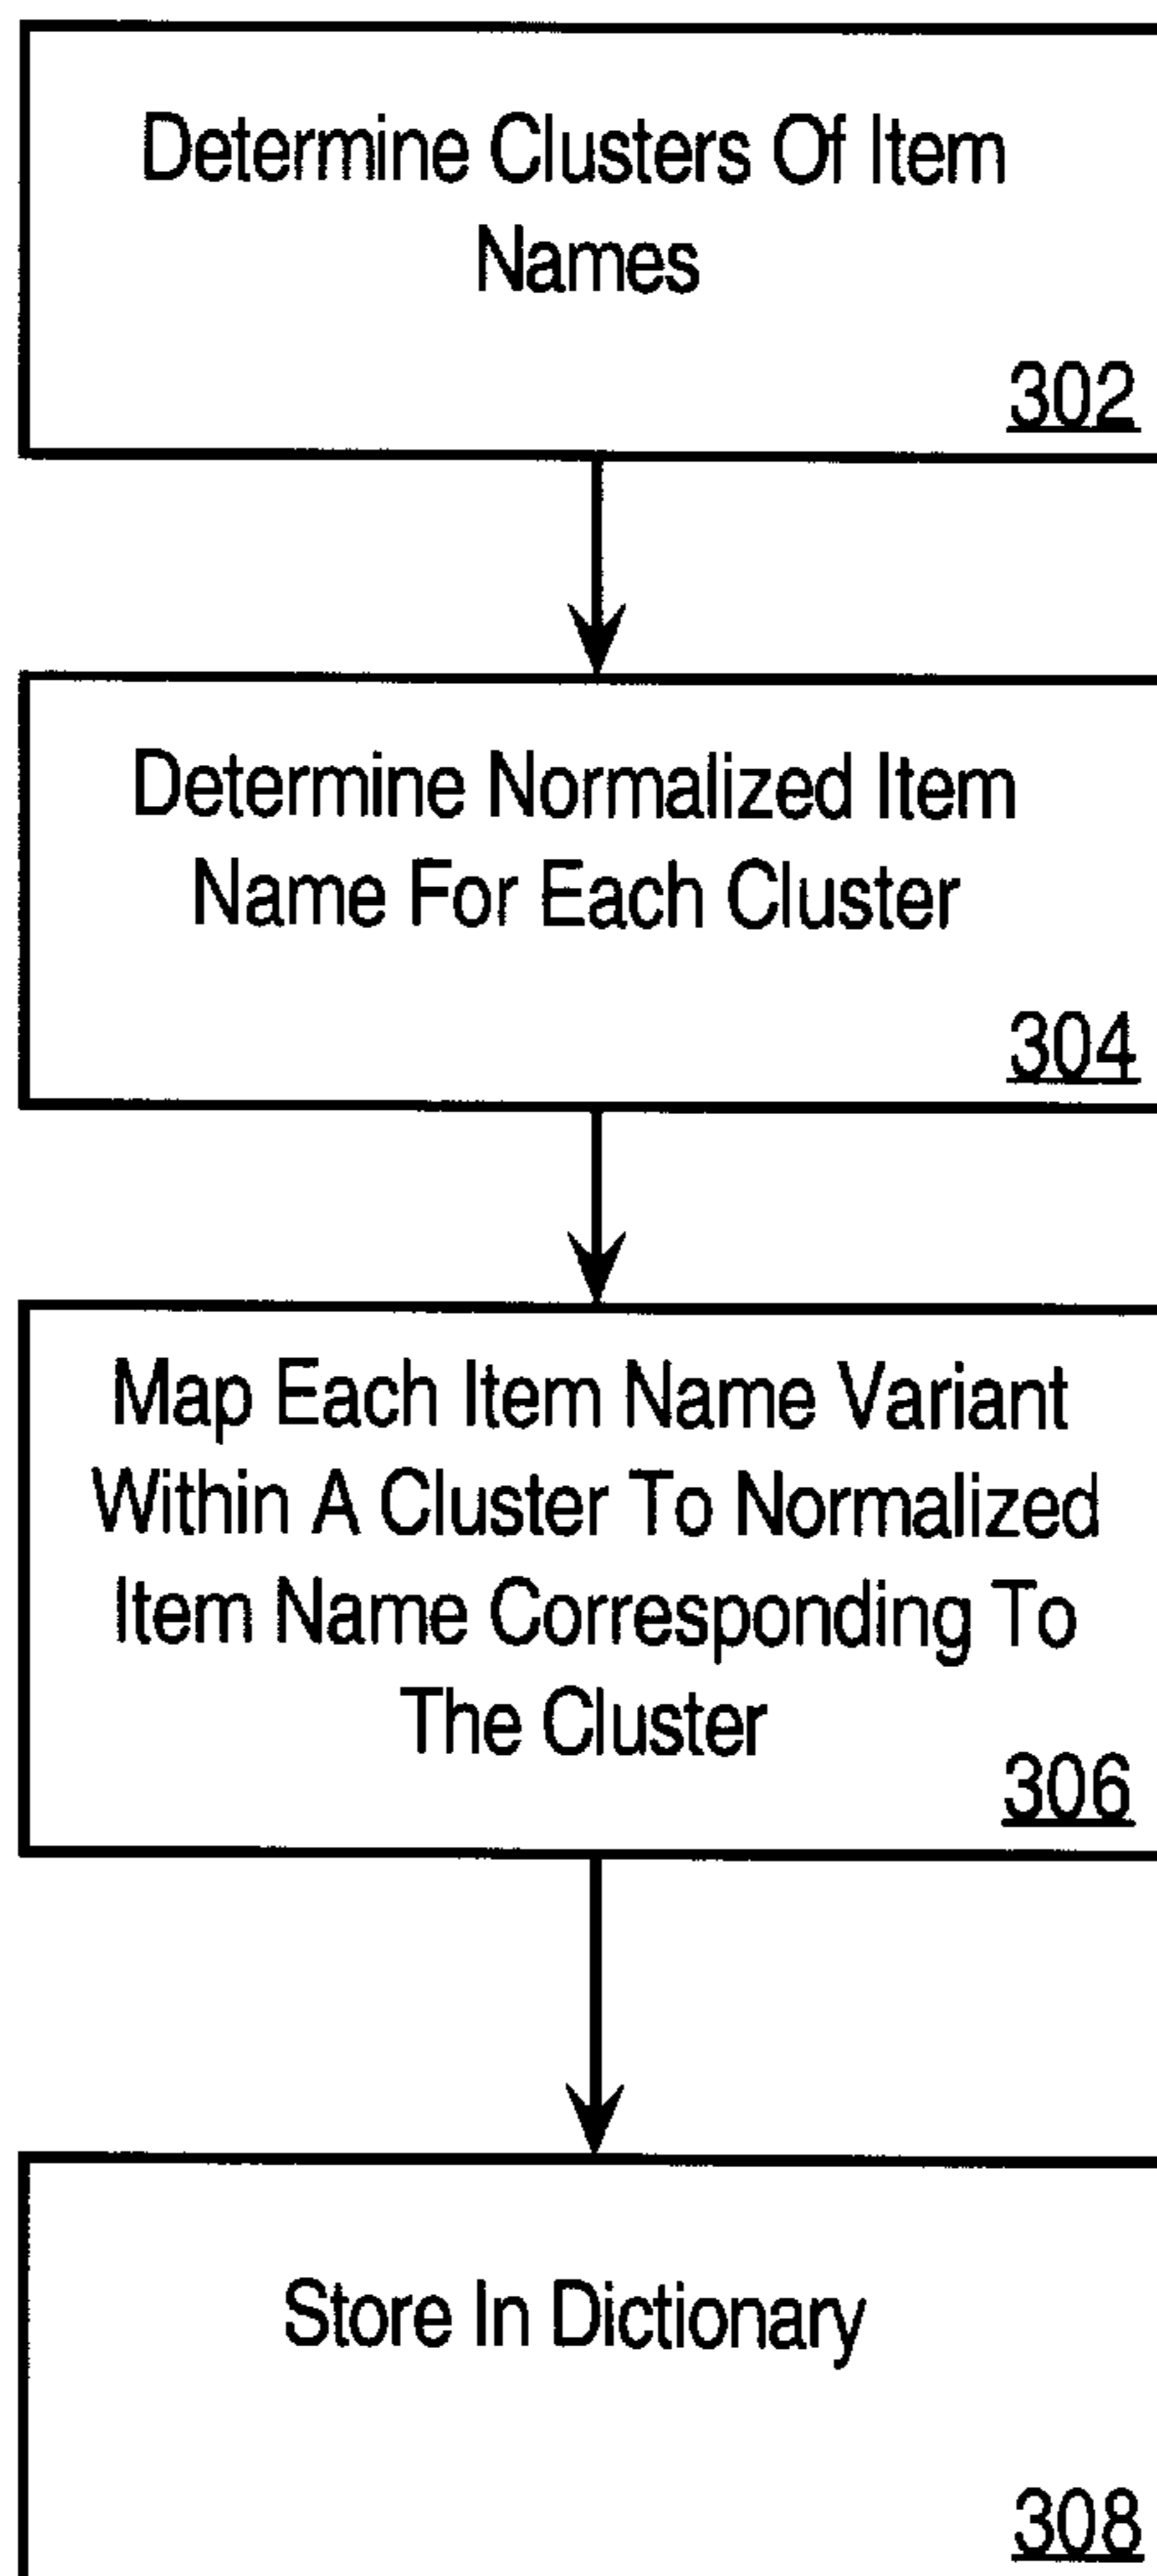 Determine Clusters Of Item
Names
302
Determine Normalized Item
Name For Each Cluster
304
Map Each Item Name Variant
Within A Cluster To Normalized
Item Name Corresponding To
The Cluster
306
Store In Dictionary
308